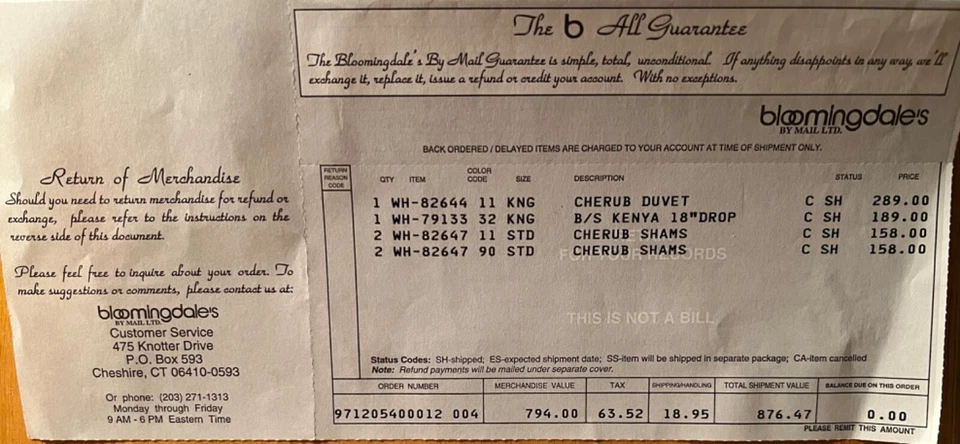 The b All Guarantee
The Bloomingdale's By Mail Guarantee is simple, total, unconditional. If anything disappoints in any way, we'll
exchange it, replace it, issue a refund or credit your account. With no exceptions.
bloomingdale's
BY MAIL LTD.
BACK ORDERED / DELAYED ITEMS ARE CHARGED TO YOUR ACCOUNT AT TIME OF SHIPMENT ONLY.
Return of Merchandise
Should you need to return merchandise for refund or
exchange, please refer to the instructions on the
reverse side of this document.
Please feel free to inquire about your order. To
make suggestions or comments, please contact us at:
bloomingdale's
BY MAIL LTD.
Customer Service
475 Knotter Drive
P.O. Box 593
Cheshire, CT 06410-0593
Or phone: (203) 271-1313
Monday through Friday
9 AM - 6 PM Eastern Time
RETURN REASON CODE QTY ITEM COLOR CODE SIZE DESCRIPTION STATUS PRICE
1 WH-82644 11 KNG CHERUB DUVET C SH 289.00
1 WH-79133 32 KNG B/S KENYA 18"DROP C SH 189.00
2 WH-82647 11 STD CHERUB SHAMS C SH 158.00
2 WH-82647 90 STD CHERUB SHAMS C SH 158.00
FOR YOUR RECORDS
THIS IS NOT A BILL
Status Codes: SH-shipped; ES-expected shipment date; SS-item will be shipped in separate package; CA-item cancelled
Note: Refund payments will be mailed under separate cover.
ORDER NUMBER MERCHANDISE VALUE TAX SHIPPING/HANDLING TOTAL SHIPMENT VALUE BALANCE DUE ON THIS ORDER
971205400012 004 794.00 63.52 18.95 876.47 0.00
PLEASE REMIT THIS AMOUNT